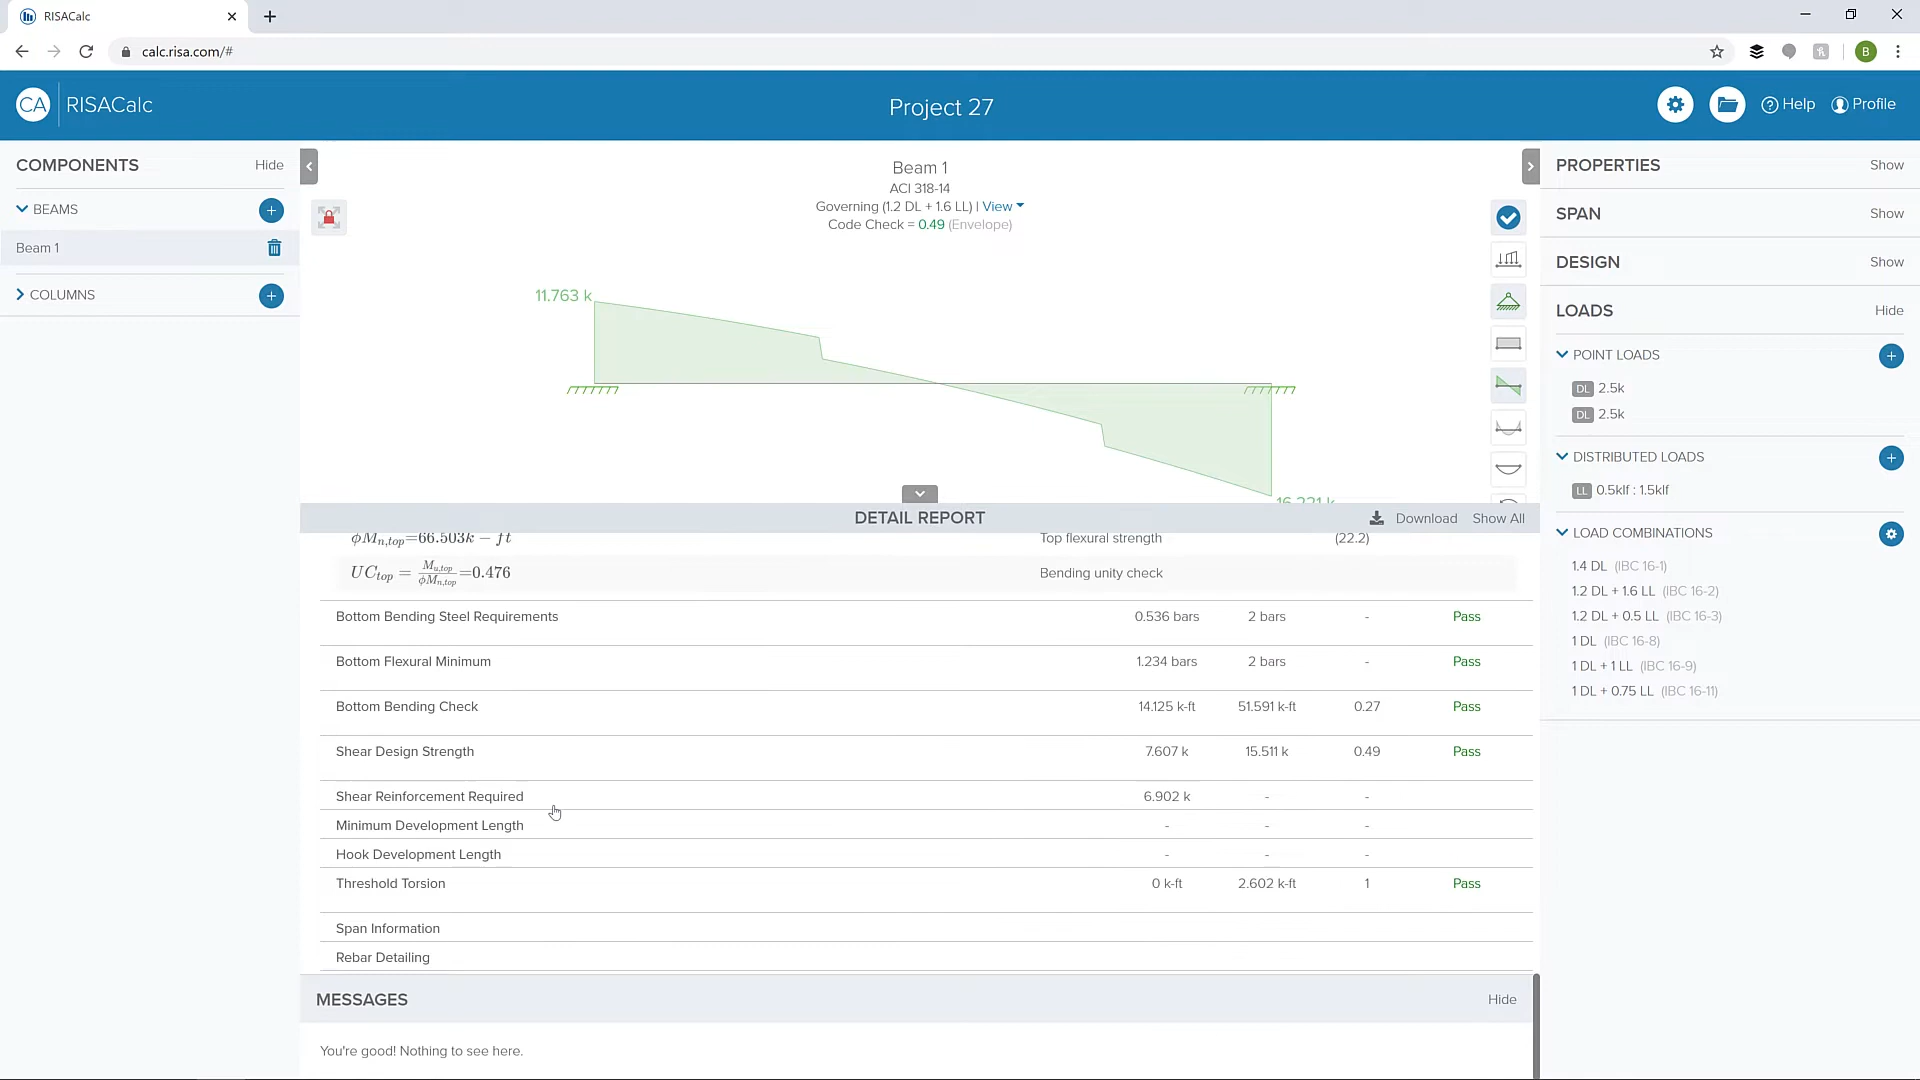 RISACalc
calc.risa.com/#
B
CA RISACalc
Project 27
Help
Profile
COMPONENTS
Hide
BEAMS
Beam 1
COLUMNS
Beam 1
ACI 318-14
Governing (1.2 DL + 1.6 LL) | View
Code Check = 0.49 (Envelope)
11.763 k
16.221 k
PROPERTIES
Show
SPAN
Show
DESIGN
Show
LOADS
Hide
POINT LOADS
DL 2.5k
DL 2.5k
DISTRIBUTED LOADS
LL 0.5klf : 1.5klf
LOAD COMBINATIONS
1.4 DL (IBC 16-1)
1.2 DL + 1.6 LL (IBC 16-2)
1.2 DL + 0.5 LL (IBC 16-3)
1 DL (IBC 16-8)
1 DL + 1 LL (IBC 16-9)
1 DL + 0.75 LL (IBC 16-11)
DETAIL REPORT
Download
Show All
ϕMn,top=66.503k − ft Top flexural strength (22.2)
UCtop = Mu,top/ϕMn,top=0.476 Bending unity check
Bottom Bending Steel Requirements 0.536 bars 2 bars - Pass
Bottom Flexural Minimum 1.234 bars 2 bars - Pass
Bottom Bending Check 14.125 k-ft 51.591 k-ft 0.27 Pass
Shear Design Strength 7.607 k 15.511 k 0.49 Pass
Shear Reinforcement Required 6.902 k - -
Minimum Development Length - - -
Hook Development Length - - -
Threshold Torsion 0 k-ft 2.602 k-ft 1 Pass
Span Information
Rebar Detailing
MESSAGES
Hide
You're good! Nothing to see here.